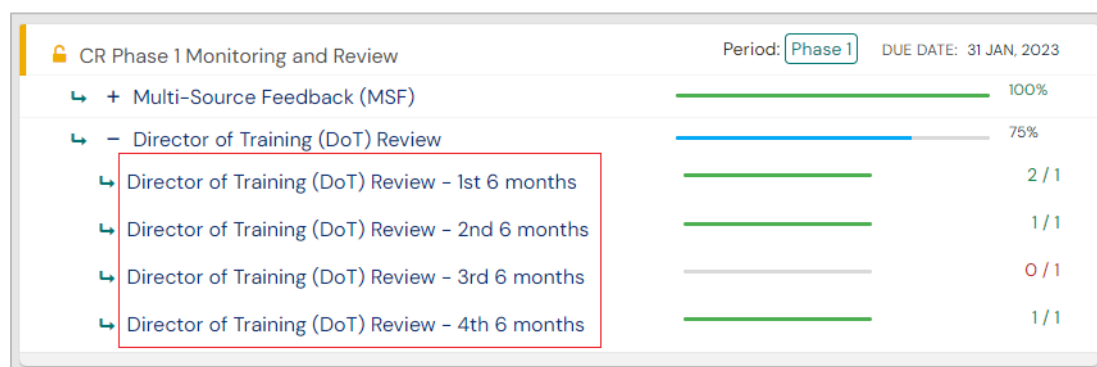 CR Phase 1 Monitoring and Review Period: Phase 1 DUE DATE: 31 JAN, 2023
+ Multi-Source Feedback (MSF) 100%
− Director of Training (DoT) Review 75%
Director of Training (DoT) Review - 1st 6 months 2 / 1
Director of Training (DoT) Review - 2nd 6 months 1 / 1
Director of Training (DoT) Review - 3rd 6 months 0 / 1
Director of Training (DoT) Review - 4th 6 months 1 / 1